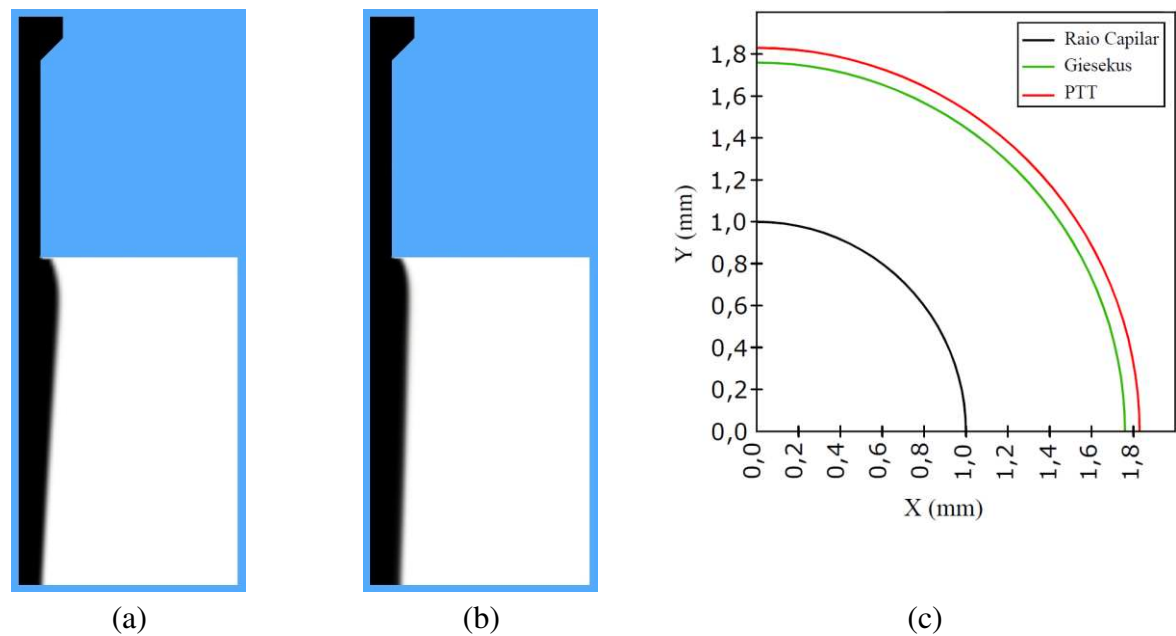 Raio Capilar
Giesekus
PTT
1,8
1,6
1,4
1,2
1,0
0,8
0,6
0,4
0,2
0,0
Y (mm)
0,0 0,2 0,4 0,6 0,8 1,0 1,2 1,4 1,6 1,8
X (mm)
(a) (b) (c)